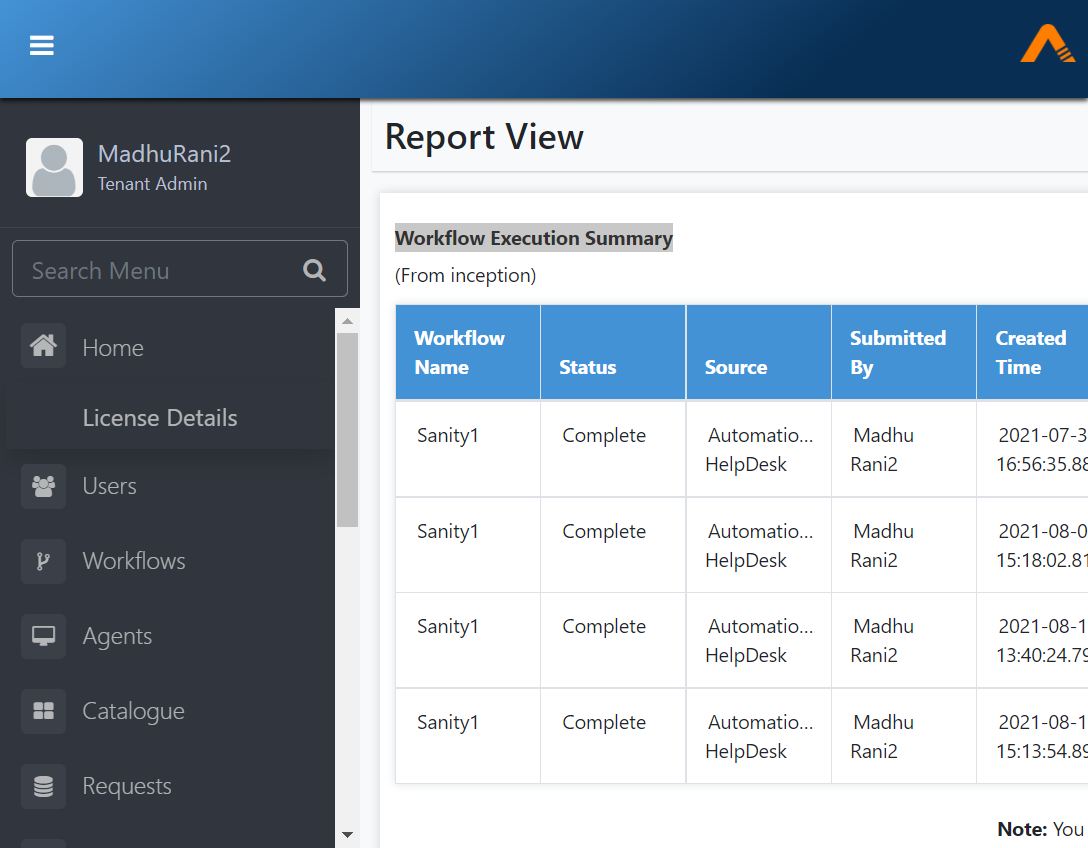 MadhuRani2
Tenant Admin
Search Menu
Home
License Details
Users
Workflows
Agents
Catalogue
Requests
Report View
Workflow Execution Summary
(From inception)
Workflow Name Status Source Submitted By Created Time
Sanity1 Complete Automatio... Madhu 2021-07-3
HelpDesk Rani2 16:56:35.88
Sanity1 Complete Automatio... Madhu 2021-08-0
HelpDesk Rani2 15:18:02.81
Sanity1 Complete Automatio... Madhu 2021-08-1
HelpDesk Rani2 13:40:24.79
Sanity1 Complete Automatio... Madhu 2021-08-1
HelpDesk Rani2 15:13:54.89
Note: You